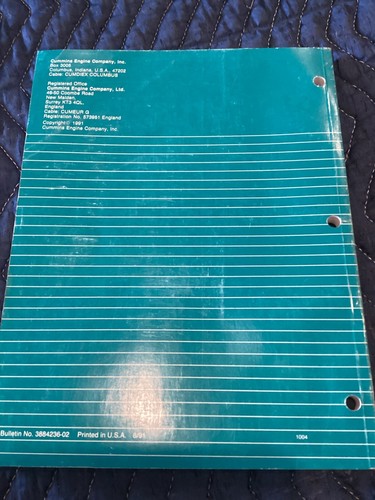 Cummins Engine Company, Inc.
Box 3005
Columbus, Indiana, U.S.A., 47202
Cable: CUMDIEX COLUMBUS
Registered Office
Cummins Engine Company, Ltd.
46-50 Coombe Road
New Malden,
Surrey KT3 4QL,
England
Cable: CUMEUR G
Registration No. 573951 England
Copyright© 1991
Cummins Engine Company, Inc.
Bulletin No. 3884236-02 Printed in U.S.A. 6/91 1004